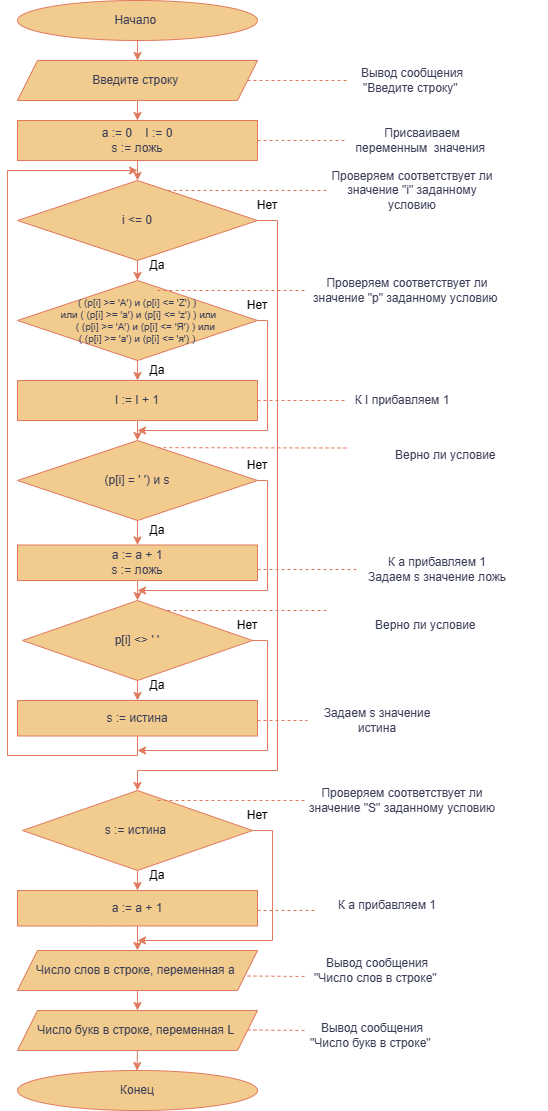 Начало
Введите строку
Вывод сообщения
"Введите строку"
a := 0    l := 0
s := ложь
Присваиваем
переменным  значения
Проверяем соответствует ли
значение "i" заданному
условию
i <= 0
Нет
Да
Проверяем соответствует ли
значение "p" заданному условию
( (p[i] >= 'A') и (p[i] <= 'Z') )
или ( (p[i] >= 'a') и (p[i] <= 'z') ) или
( (p[i] >= 'А') и (p[i] <= 'Я') ) или
( (p[i] >= 'а') и (p[i] <= 'я') )
Нет
Да
l := l + 1
К l прибавляем 1
Верно ли условие
Нет
(p[i] = ' ') и s
Да
a := a + 1
s := ложь
К a прибавляем 1
Задаем s значение ложь
Верно ли условие
Нет
p[i] <> ' '
Да
s := истина
Задаем s значение
истина
Проверяем соответствует ли
значение "S" заданному условию
Нет
s := истина
Да
a := a + 1
К a прибавляем 1
Число слов в строке, переменная a
Вывод сообщения
"Число слов в строке"
Число букв в строке, переменная L
Вывод сообщения
"Число букв в строке"
Конец